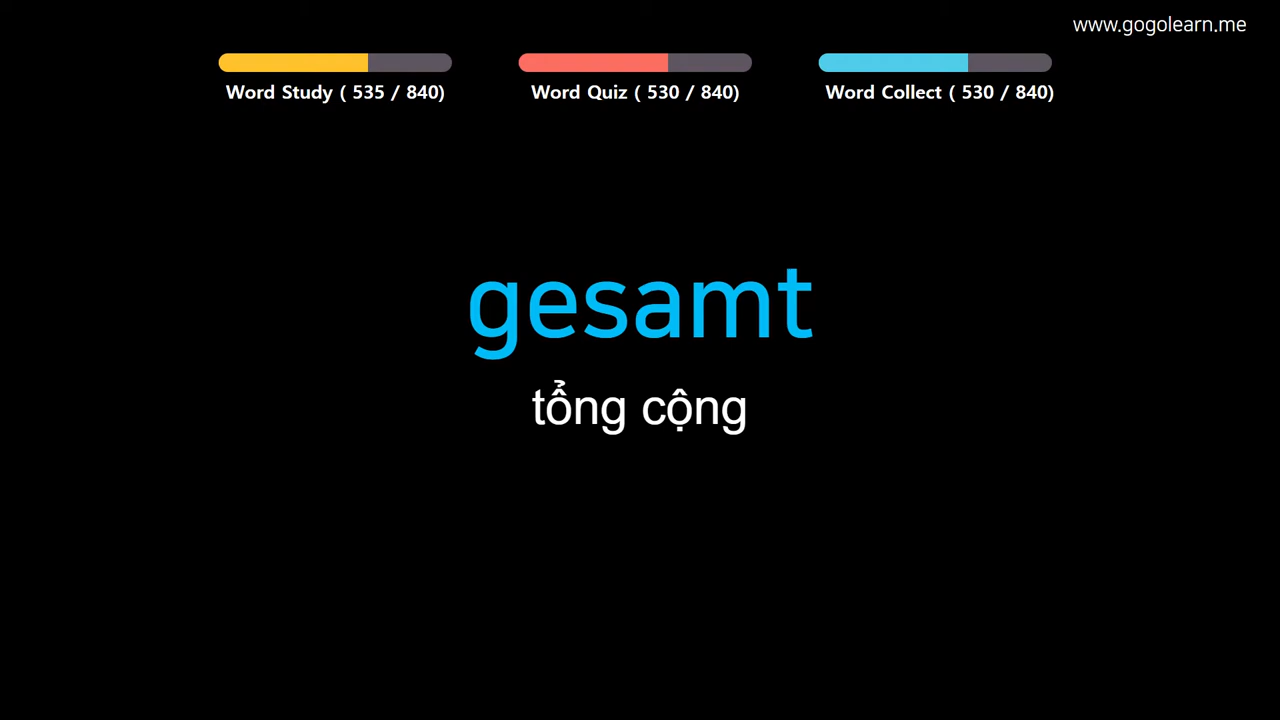 www.gogolearn.me
Word Study ( 535 / 840)
Word Quiz ( 530 / 840)
Word Collect ( 530 / 840)
gesamt
tổng cộng